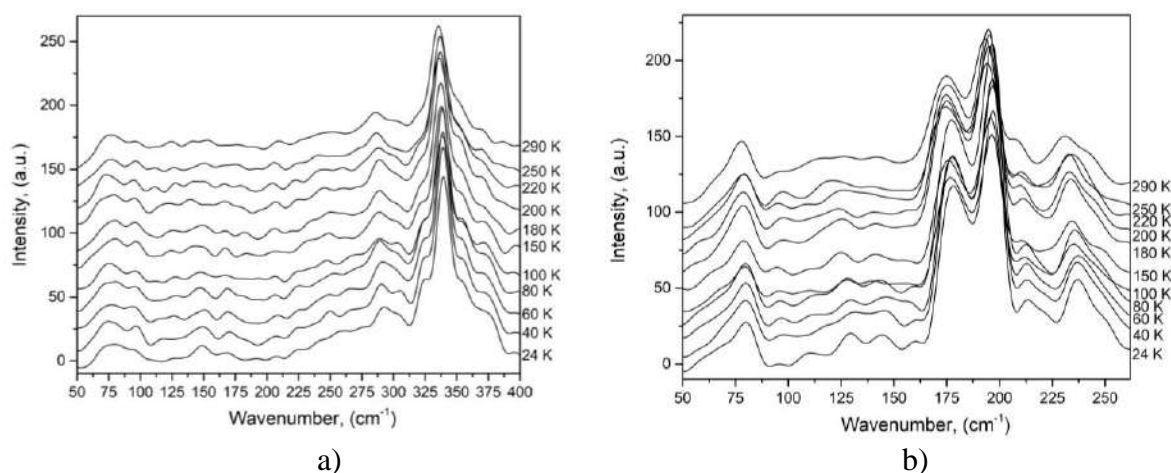 250
200
150
100
50
0
Intensity, (a.u.)
290 K
250 K
220 K
200 K
180 K
150 K
100 K
80 K
60 K
40 K
24 K
50 75 100 125 150 175 200 225 250 275 300 325 350 375 400
Wavenumber, (cm⁻¹)
a)
200
150
100
50
0
Intensity, (a.u.)
290 K
250 K
220 K
200 K
180 K
150 K
100 K
80 K
60 K
40 K
24 K
50 75 100 125 150 175 200 225 250
Wavenumber, (cm⁻¹)
b)